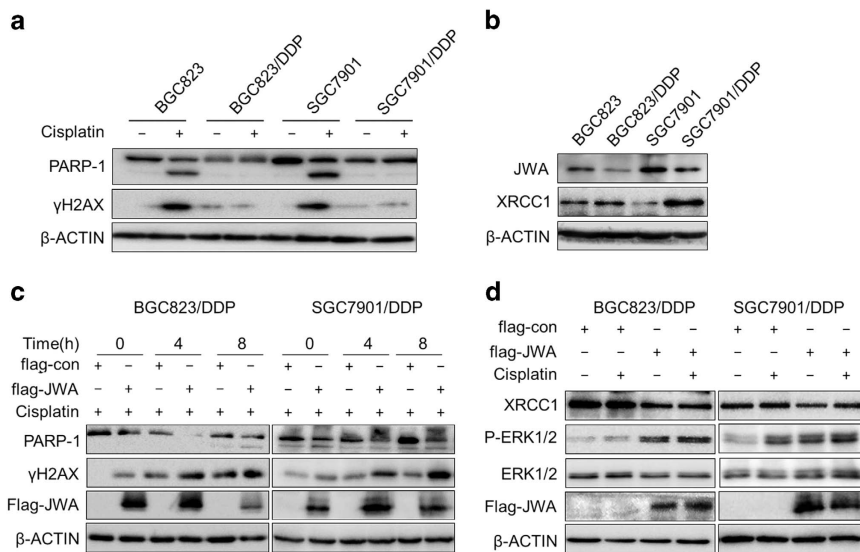 a
BGC823 BGC823/DDP SGC7901 SGC7901/DDP
Cisplatin – + – + – + – +
PARP-1
γH2AX
β-ACTIN
b
BGC823 BGC823/DDP SGC7901 SGC7901/DDP
JWA
XRCC1
β-ACTIN
c
BGC823/DDP SGC7901/DDP
Time(h) 0 4 8 0 4 8
flag-con + – + – + – + – + – + –
flag-JWA – + – + – + – + – + – +
Cisplatin + + + + + + + + + + + +
PARP-1
γH2AX
Flag-JWA
β-ACTIN
d
BGC823/DDP SGC7901/DDP
flag-con + + – – + + – –
flag-JWA – – + + – – + +
Cisplatin – + – + – + – +
XRCC1
P-ERK1/2
ERK1/2
Flag-JWA
β-ACTIN